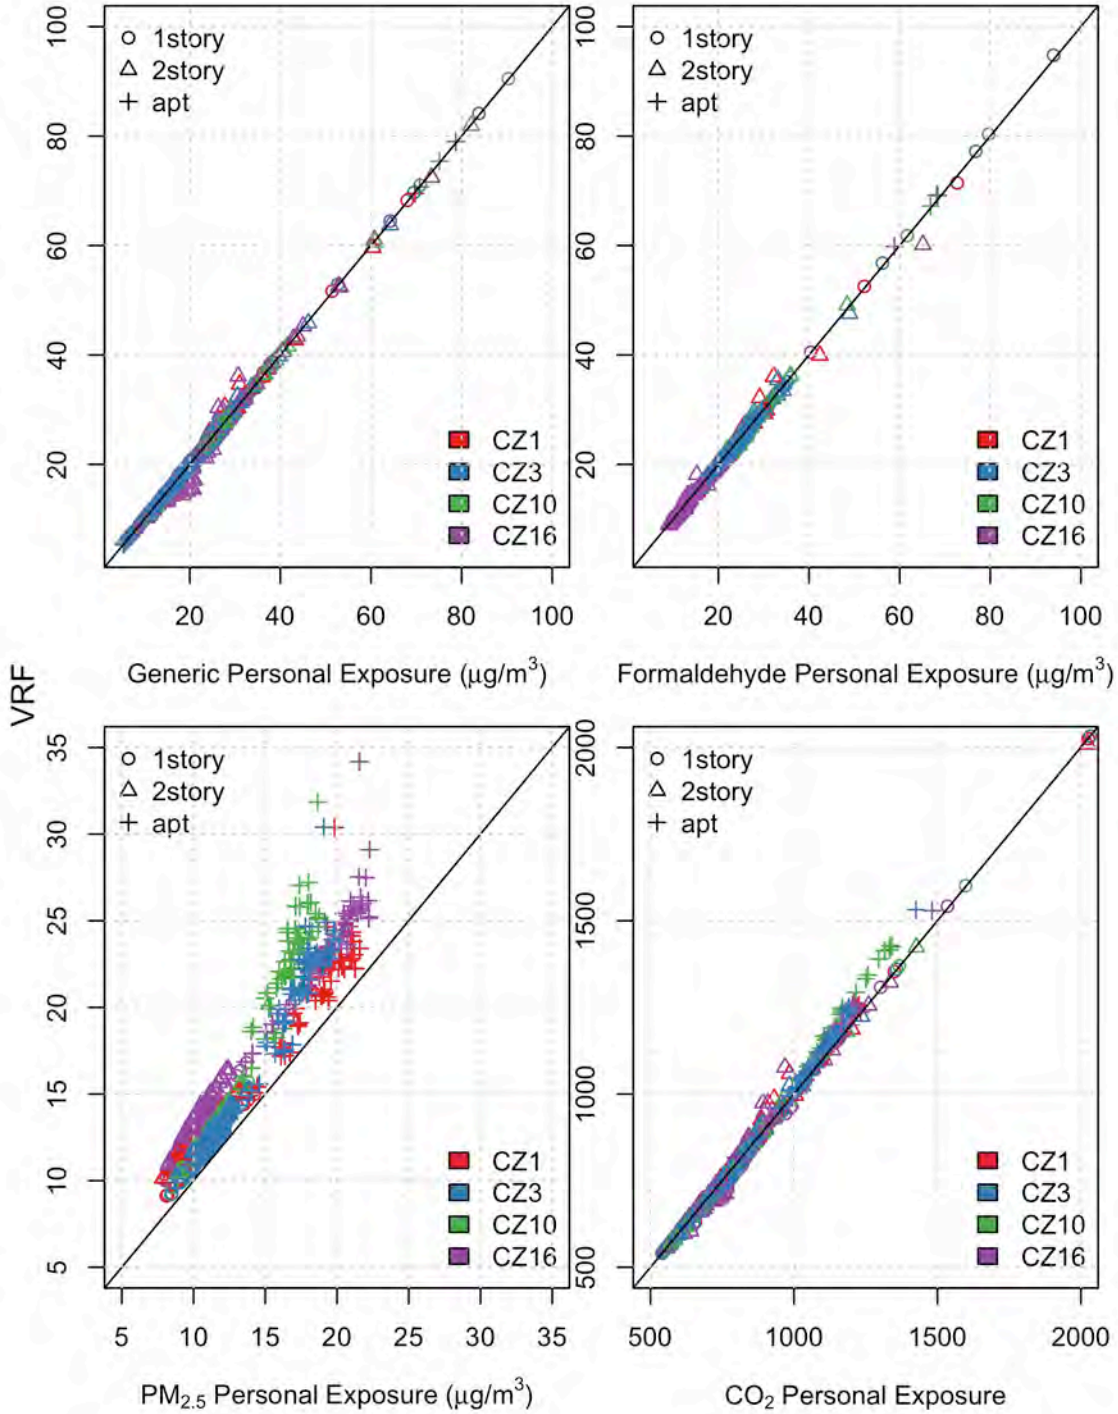 100
80
60
40
20
1story
2story
apt
CZ1
CZ3
CZ10
CZ16
20 40 60 80 100
Generic Personal Exposure (μg/m³)
100
80
60
40
20
1story
2story
apt
CZ1
CZ3
CZ10
CZ16
20 40 60 80 100
Formaldehyde Personal Exposure (μg/m³)
VRF
35
30
25
20
15
10
5
1story
2story
apt
CZ1
CZ3
CZ10
CZ16
5 10 15 20 25 30 35
PM₂.₅ Personal Exposure (μg/m³)
2000
1500
1000
500
1story
2story
apt
CZ1
CZ3
CZ10
CZ16
500 1000 1500 2000
CO₂ Personal Exposure